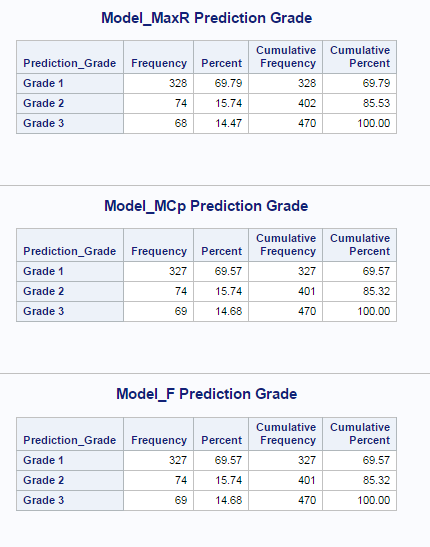 Model_MaxR Prediction Grade
Cumulative Cumulative
Prediction_Grade Frequency Percent Frequency Percent
Grade 1 328 69.79 328 69.79
Grade 2 74 15.74 402 85.53
Grade 3 68 14.47 470 100.00
Model_MCp Prediction Grade
Cumulative Cumulative
Prediction_Grade Frequency Percent Frequency Percent
Grade 1 327 69.57 327 69.57
Grade 2 74 15.74 401 85.32
Grade 3 69 14.68 470 100.00
Model_F Prediction Grade
Cumulative Cumulative
Prediction_Grade Frequency Percent Frequency Percent
Grade 1 327 69.57 327 69.57
Grade 2 74 15.74 401 85.32
Grade 3 69 14.68 470 100.00